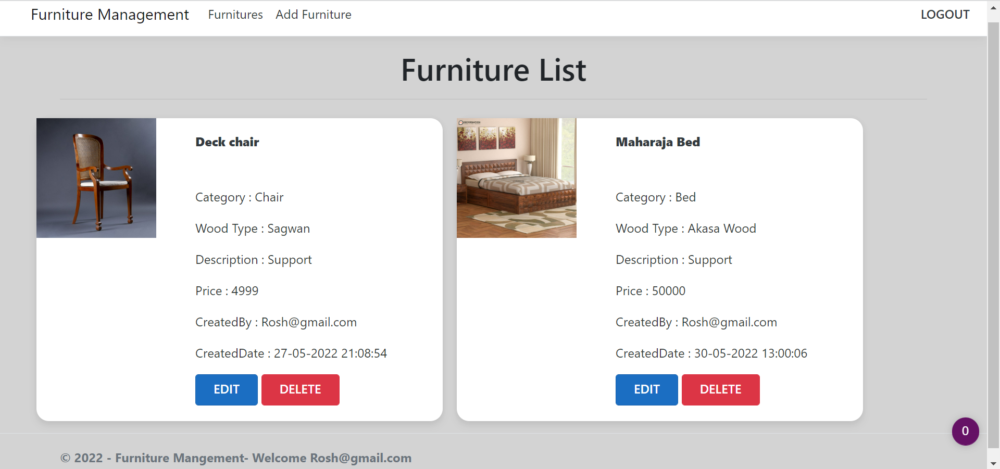 Furniture Management Furnitures Add Furniture LOGOUT
Furniture List
Deck chair
Category : Chair
Wood Type : Sagwan
Description : Support
Price : 4999
CreatedBy : Rosh@gmail.com
CreatedDate : 27-05-2022 21:08:54
EDIT DELETE
DECORNATION
Maharaja Bed
Category : Bed
Wood Type : Akasa Wood
Description : Support
Price : 50000
CreatedBy : Rosh@gmail.com
CreatedDate : 30-05-2022 13:00:06
EDIT DELETE
0
© 2022 - Furniture Mangement- Welcome Rosh@gmail.com